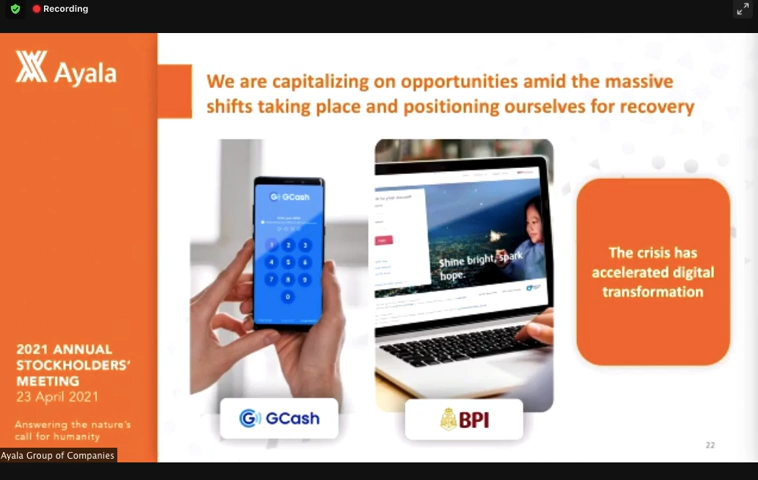 Recording
Ayala
We are capitalizing on opportunities amid the massive
shifts taking place and positioning ourselves for recovery
GCash
1 2 3
4 5 6
7 8 9
0
Shine bright, spark
hope.
The crisis has
accelerated digital
transformation
2021 ANNUAL
STOCKHOLDERS'
MEETING
23 April 2021
Answering the nature's
call for humanity
GCash
BPI
22
Ayala Group of Companies